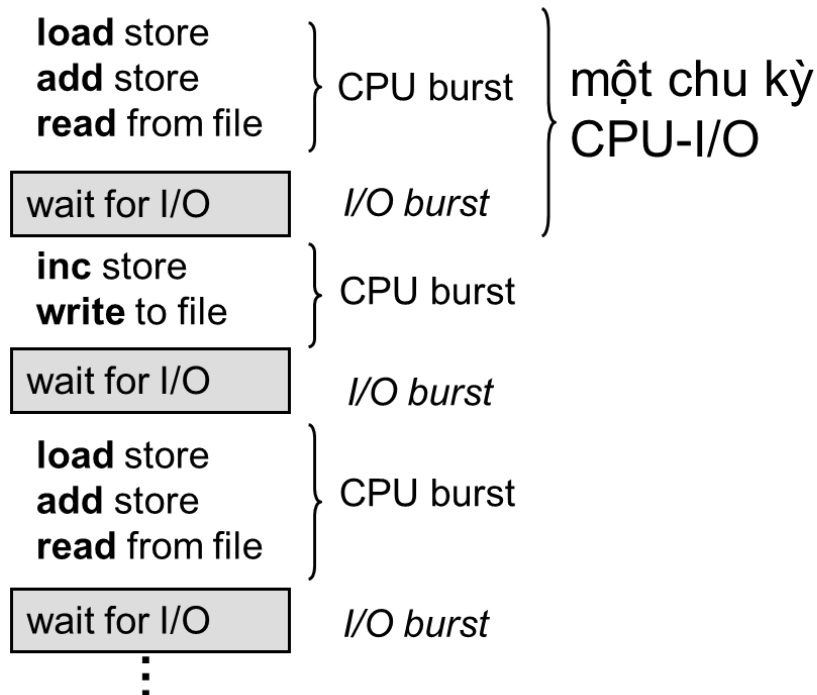 load store
add store
read from file
CPU burst
một chu kỳ
CPU-I/O
wait for I/O
I/O burst
inc store
write to file
CPU burst
wait for I/O
I/O burst
load store
add store
read from file
CPU burst
wait for I/O
I/O burst